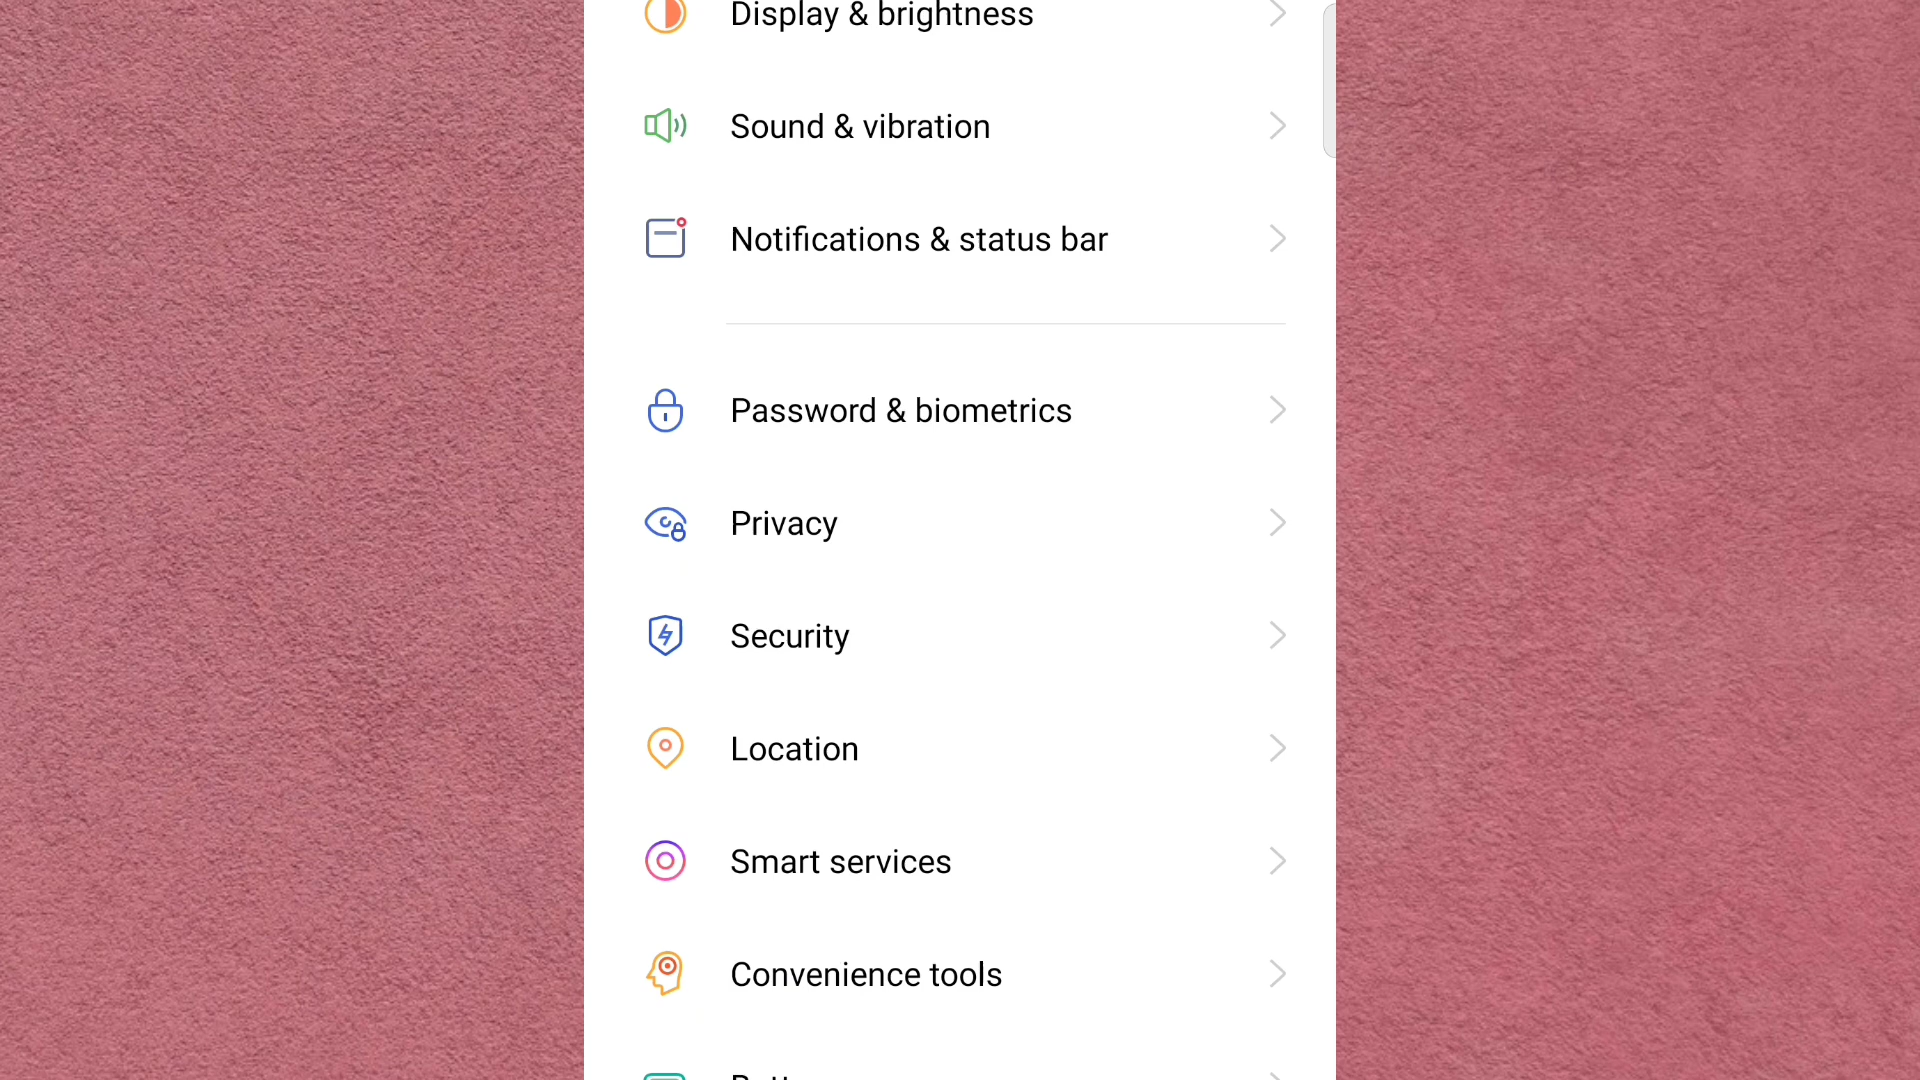 Display & brightness
Sound & vibration
Notifications & status bar
Password & biometrics
Privacy
Security
Location
Smart services
Convenience tools